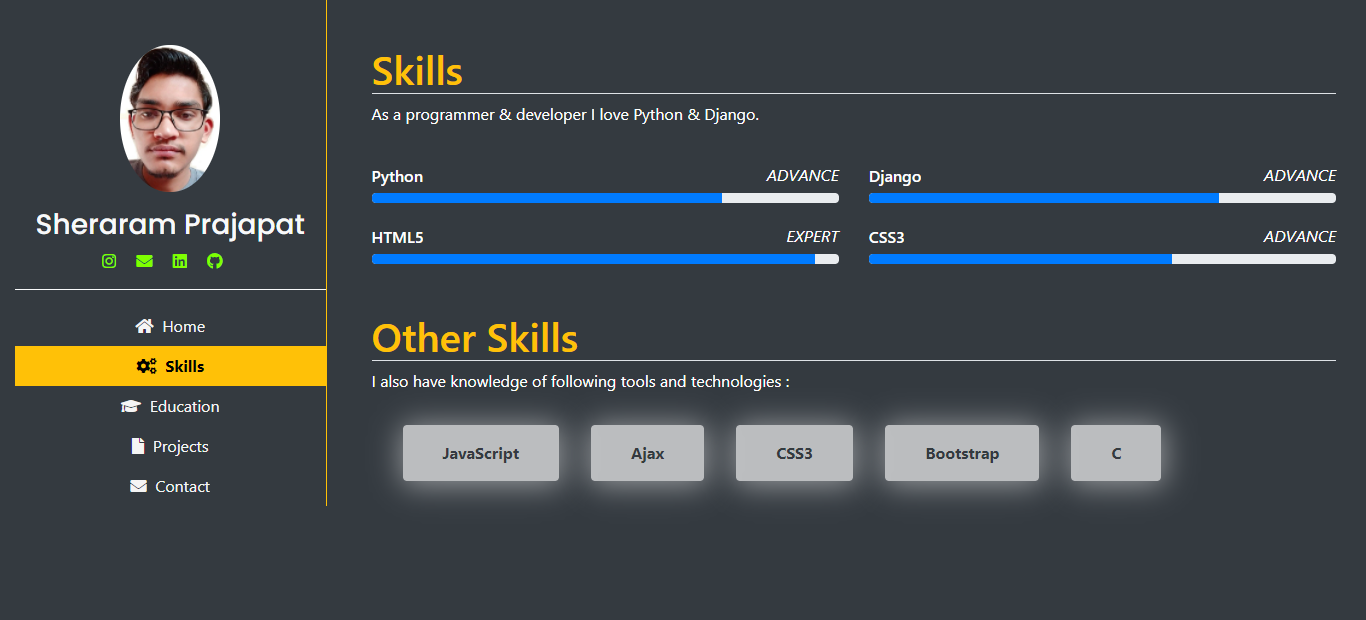 Sheraram Prajapat
Home
Skills
Education
Projects
Contact
Skills
As a programmer & developer I love Python & Django.
Python ADVANCE
Django ADVANCE
HTML5 EXPERT
CSS3 ADVANCE
Other Skills
I also have knowledge of following tools and technologies :
JavaScript
Ajax
CSS3
Bootstrap
C